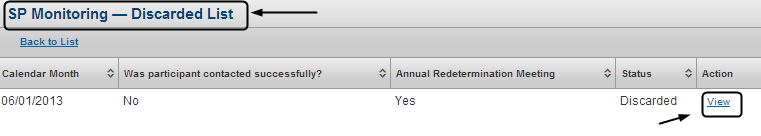 SP Monitoring — Discarded List
Back to List
Calendar Month Was participant contacted successfully? Annual Redetermination Meeting Status Action
06/01/2013 No Yes Discarded View